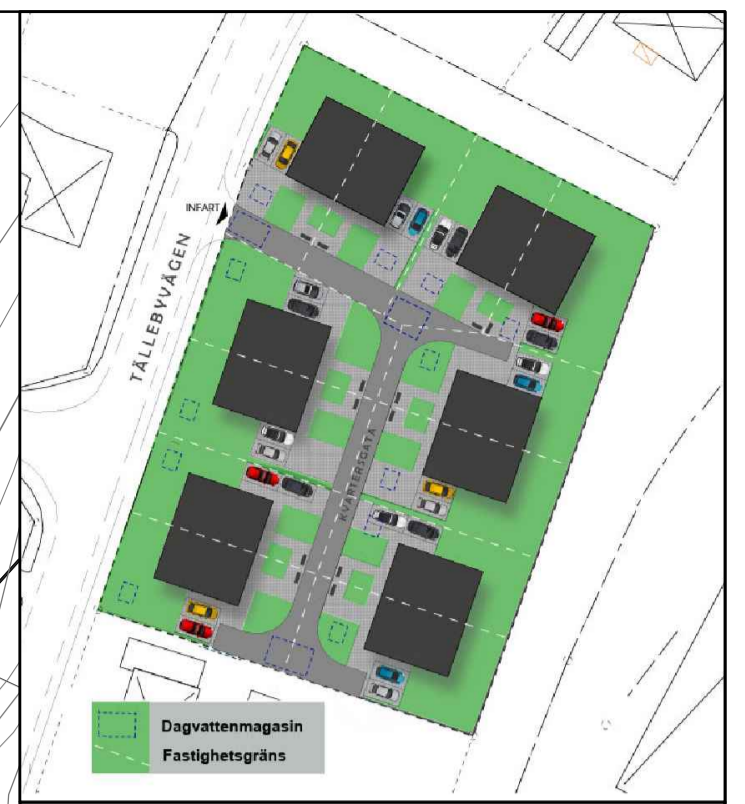 INFART
TÄLLEBYVÄGEN
KVARTERSGATA
Dagvattenmagasin
Fastighetsgräns